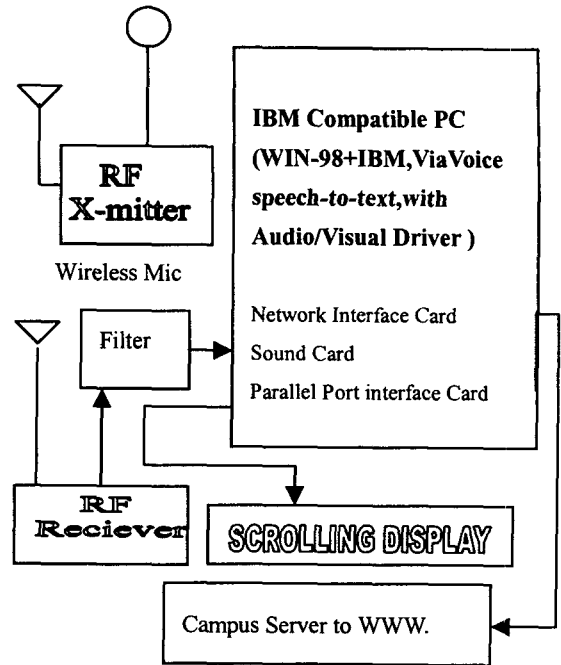 RF
X-mitter
Wireless Mic
IBM Compatible PC
(WIN-98+IBM,ViaVoice
speech-to-text,with
Audio/Visual Driver )
Network Interface Card
Sound Card
Parallel Port interface Card
Filter
RF
Reciever
SCROLLING DISPLAY
Campus Server to WWW.